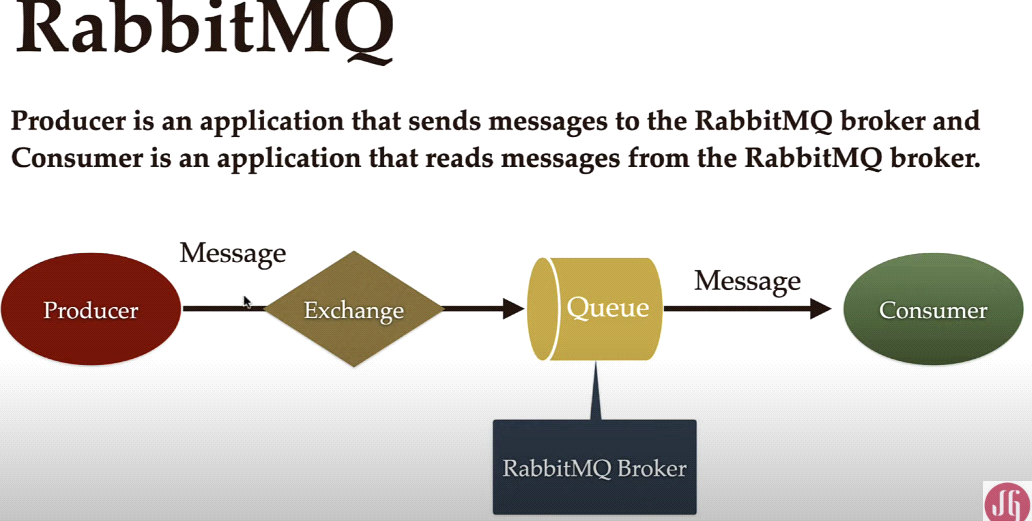 RabbitMQ
Producer is an application that sends messages to the RabbitMQ broker and
Consumer is an application that reads messages from the RabbitMQ broker.
Message
Message
Producer
Exchange
Queue
Consumer
RabbitMQ Broker
JG